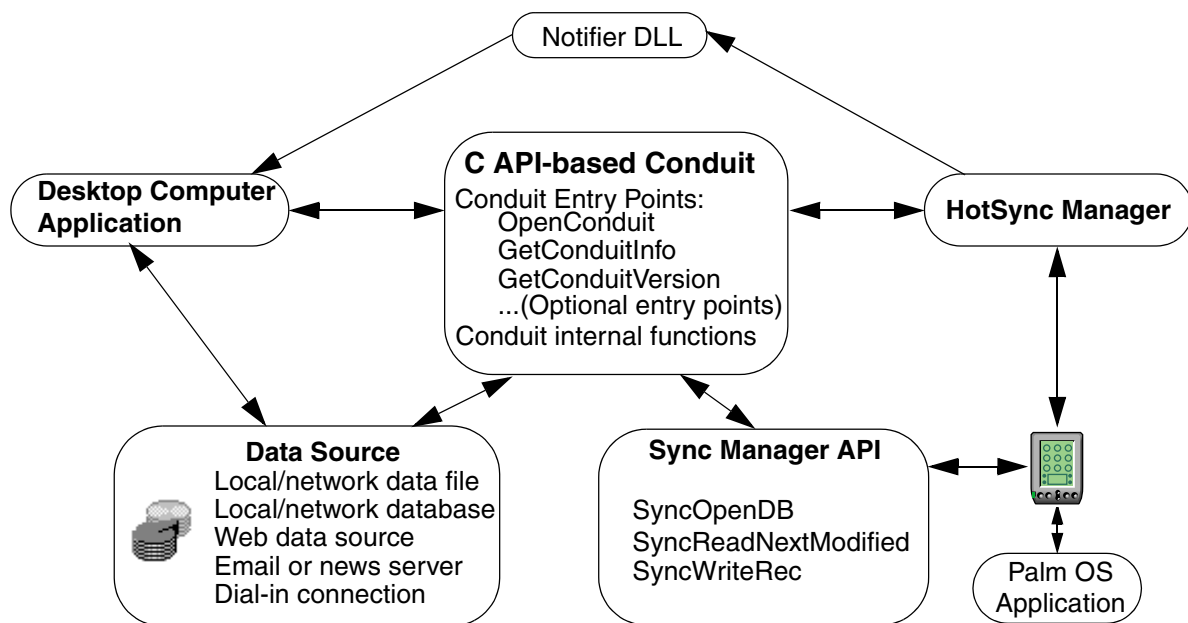 Notifier DLL
C API-based Conduit
Conduit Entry Points:
OpenConduit
GetConduitInfo
GetConduitVersion
...(Optional entry points)
Conduit internal functions
Desktop Computer
Application
HotSync Manager
Data Source
Local/network data file
Local/network database
Web data source
Email or news server
Dial-in connection
Sync Manager API
SyncOpenDB
SyncReadNextModified
SyncWriteRec
Palm OS
Application